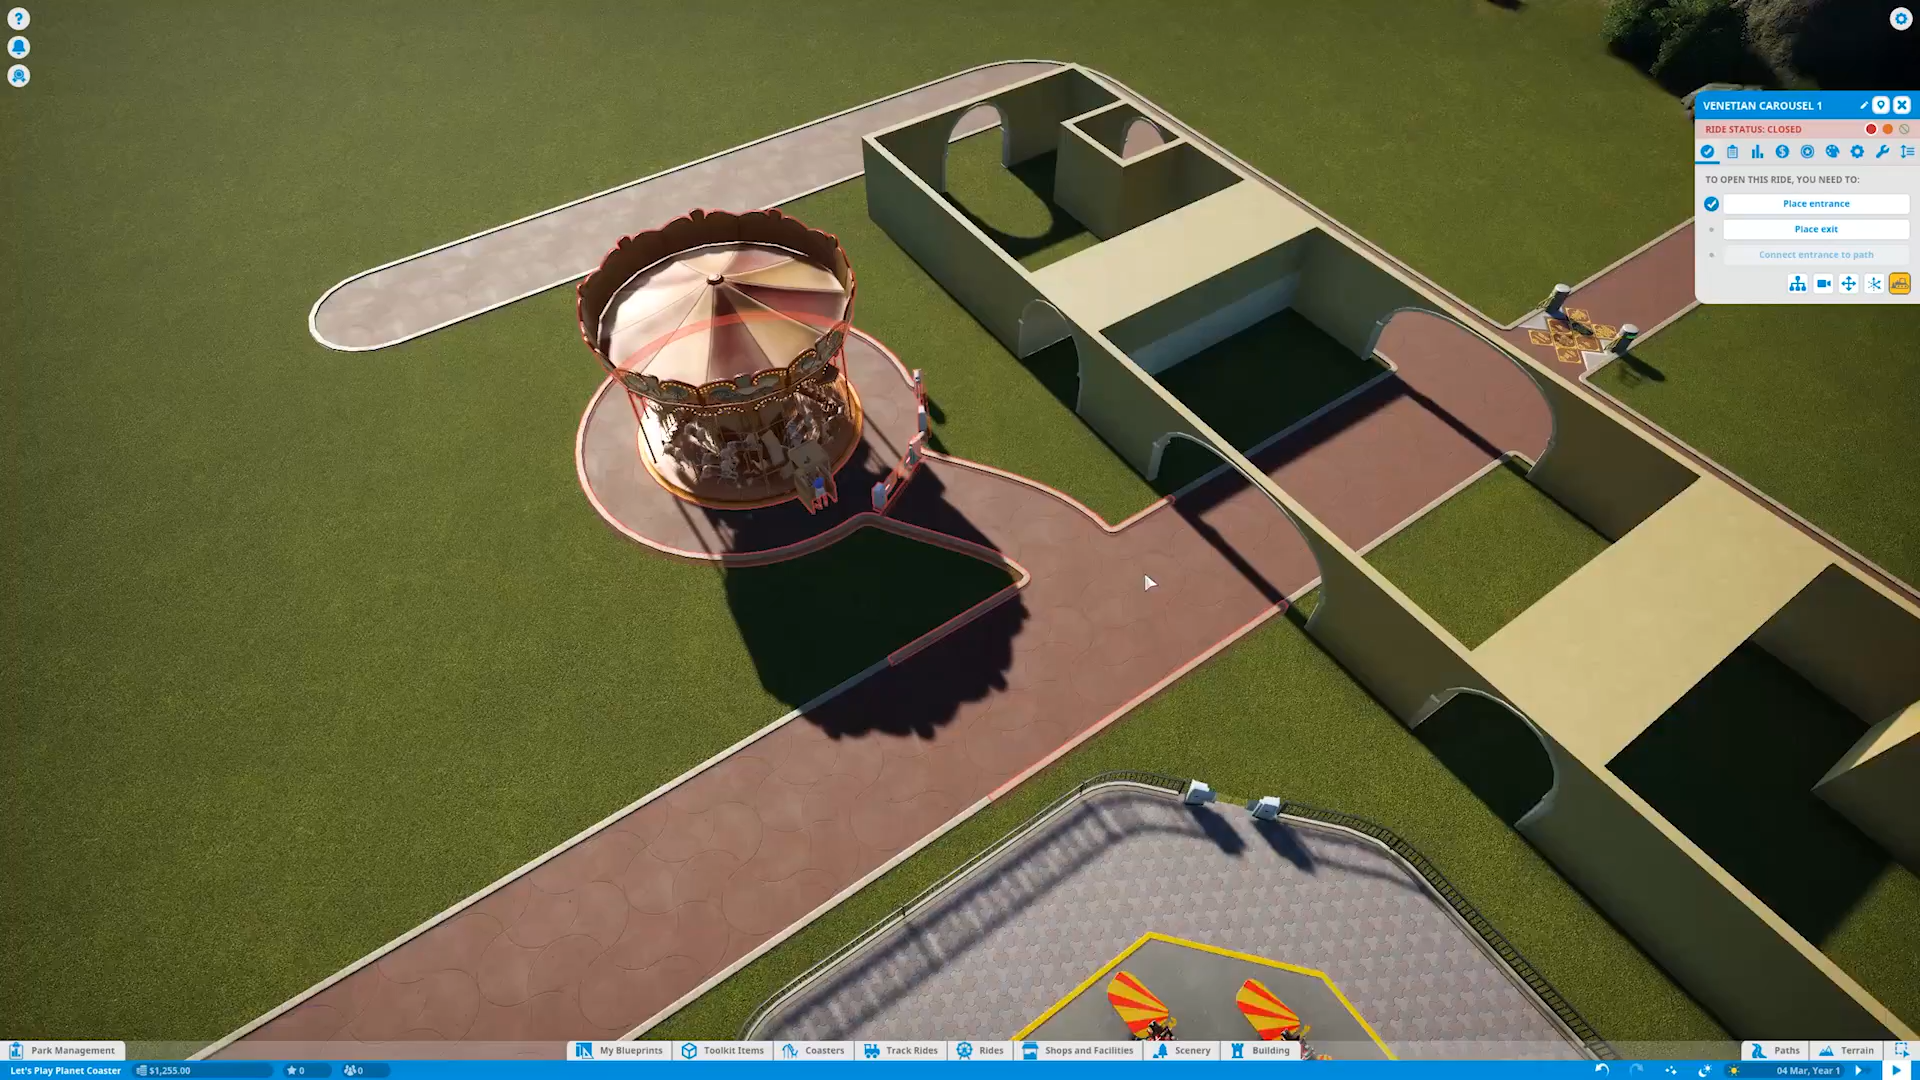 ?
VENETIAN CAROUSEL 1
RIDE STATUS: CLOSED
TO OPEN THIS RIDE, YOU NEED TO:
Place entrance
Place exit
Connect entrance to path
Park Management
My Blueprints
Toolkit Items
Coasters
Track Rides
Rides
Shops and Facilities
Scenery
Building
Paths
Terrain
Let's Play Planet Coaster
$1,255.00
0
0
04 Mar, Year 1